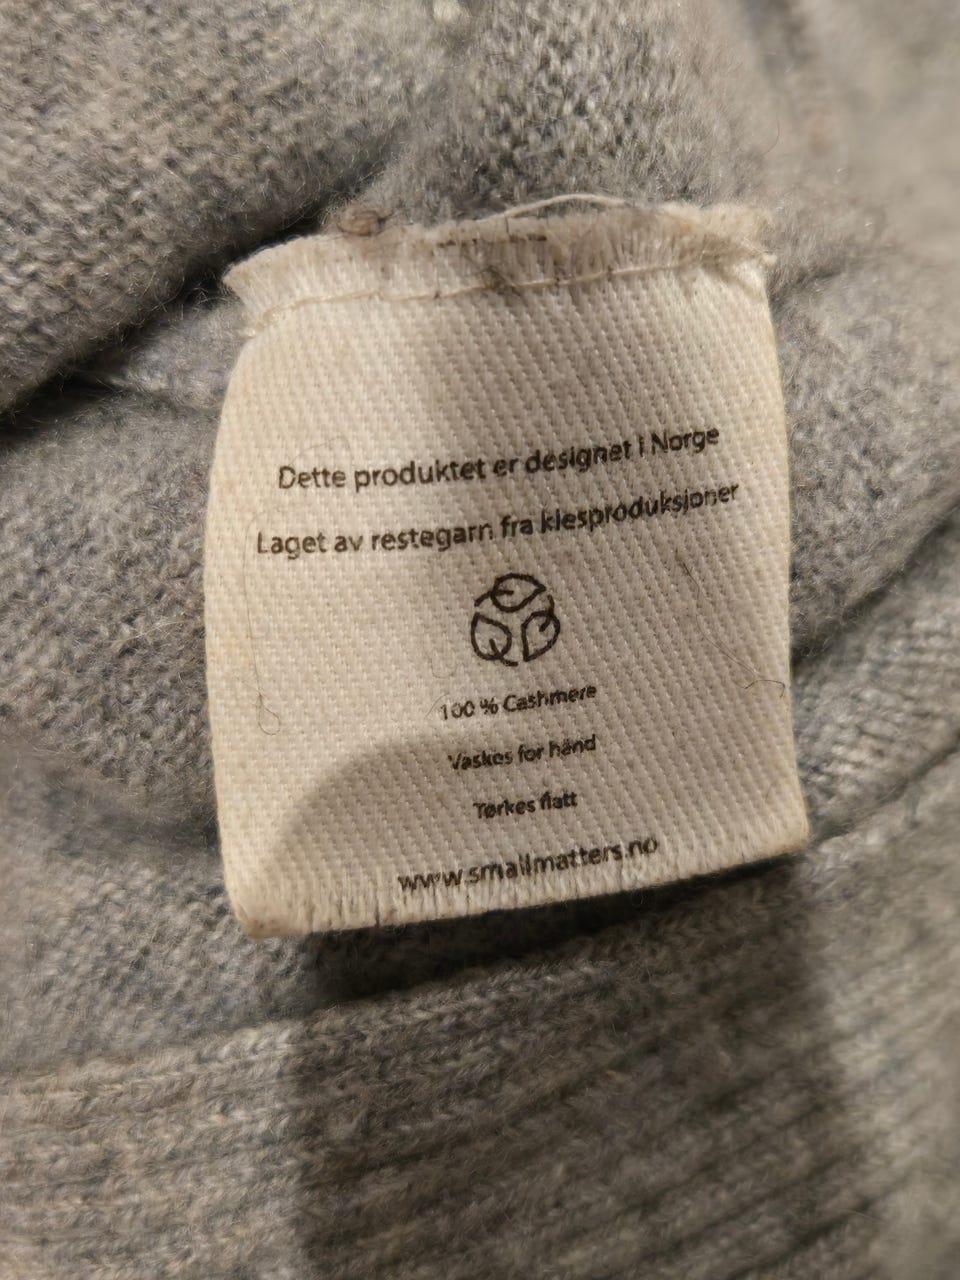 Dette produktet er designet i Norge
Laget av restegarn fra klesproduksjoner
100 % Cashmere
Vaskes for hånd
Tørkes flatt
www.smallmatters.no